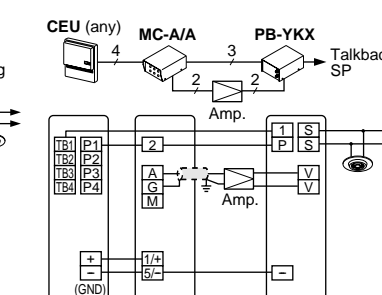 CEU (any)
MC-A/A
PB-YKX
4
3
Talkbac
SP
g
2
2
Amp.
TB1 P1
TB2 P2
TB3 P3
TB4 P4
2
1 S
P S
A
G
M
Amp.
V
V
+
1/+
−
5/−
−
(GND)